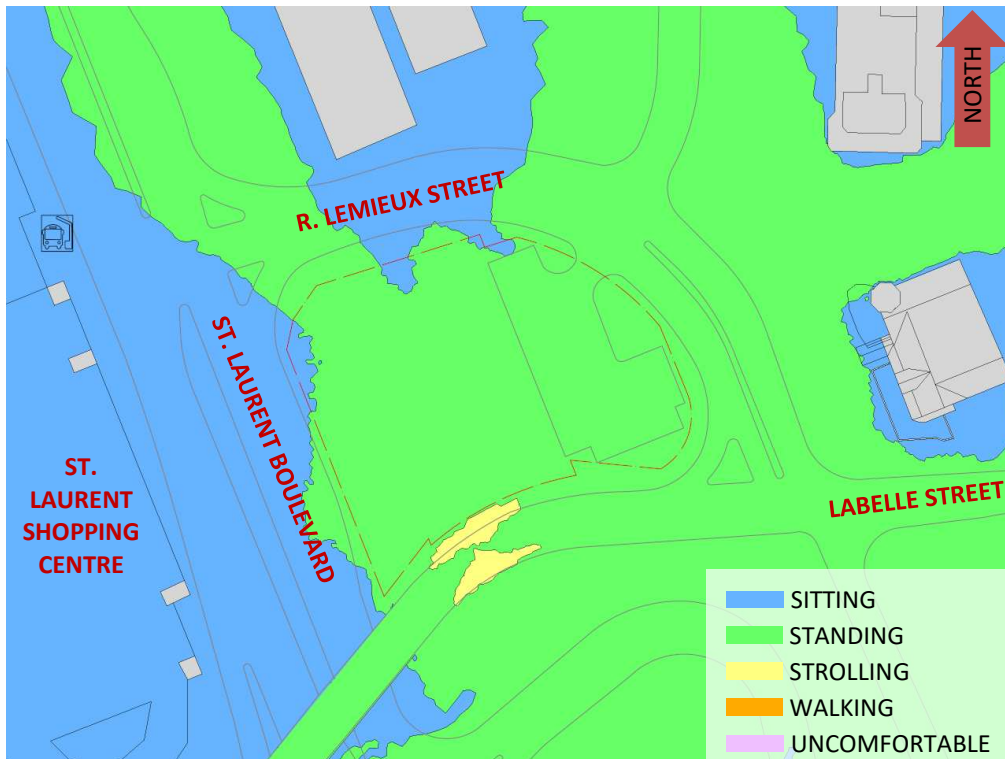 NORTH
R. LEMIEUX STREET
ST. LAURENT BOULEVARD
ST.
LAURENT
SHOPPING
CENTRE
LABELLE STREET
SITTING
STANDING
STROLLING
WALKING
UNCOMFORTABLE